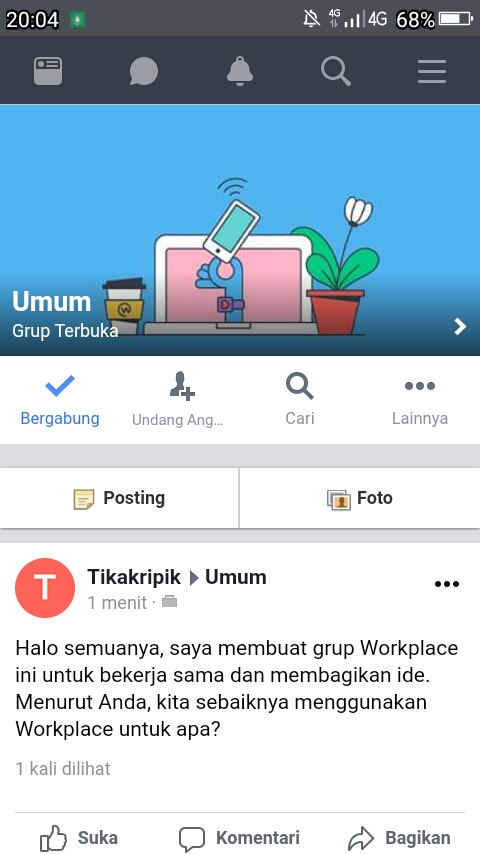 20:04 4G 4G 68%
Umum
Grup Terbuka
Bergabung Undang Ang... Cari Lainnya
Posting Foto
T
Tikakripik Umum
1 menit ·
Halo semuanya, saya membuat grup Workplace
ini untuk bekerja sama dan membagikan ide.
Menurut Anda, kita sebaiknya menggunakan
Workplace untuk apa?
1 kali dilihat
Suka Komentari Bagikan